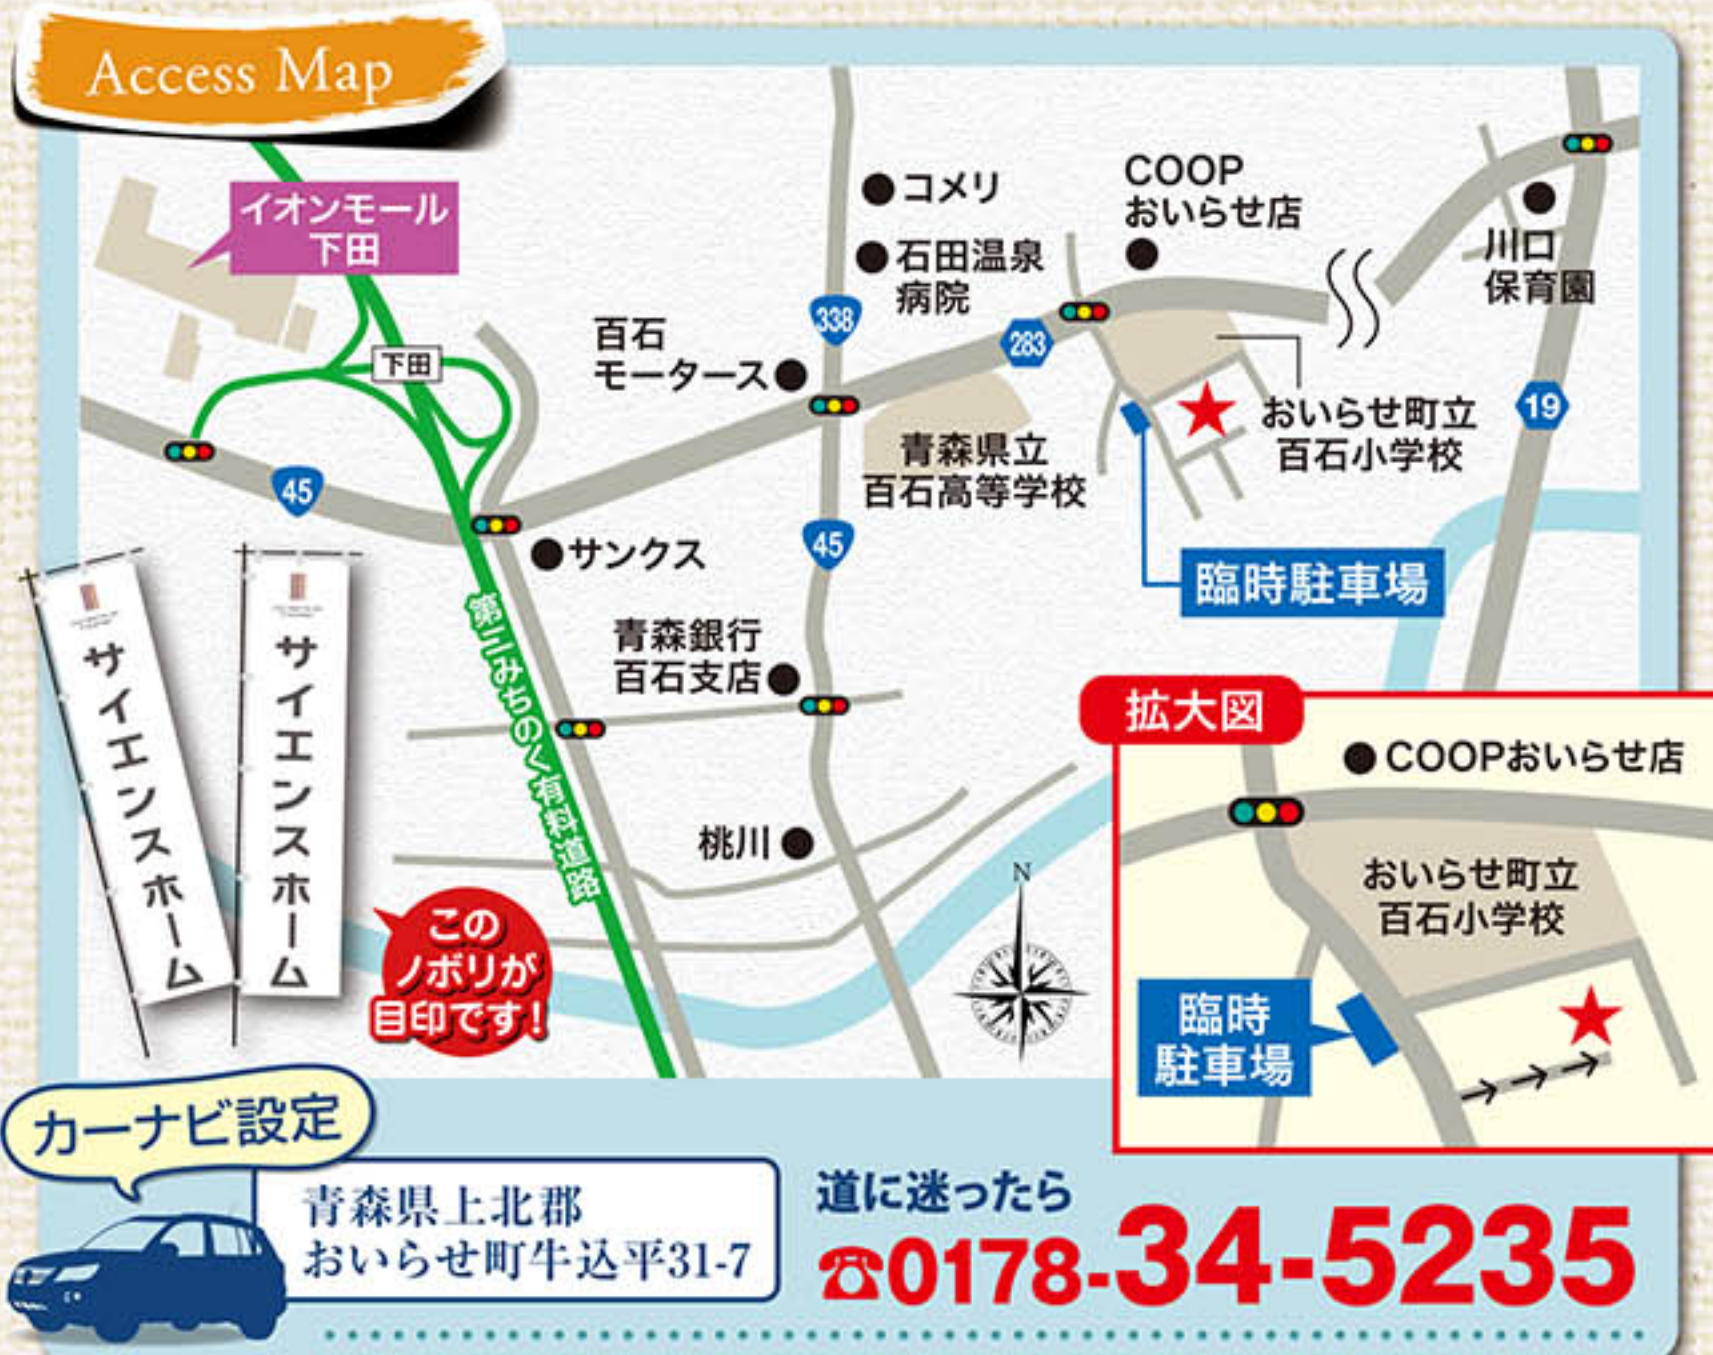 Access Map
イオンモール
下田
下田
コメリ
石田温泉
病院
COOP
おいらせ店
川口
保育園
338
283
百石
モータース
青森県立
百石高等学校
おいらせ町立
百石小学校
19
45
サンクス
45
臨時駐車場
第二みちのく有料道路
青森銀行
百石支店
桃川
N
サイエンスホーム
サイエンスホーム
この
ノボリが
目印です!
拡大図
COOPおいらせ店
おいらせ町立
百石小学校
臨時
駐車場
カーナビ設定
青森県上北郡
おいらせ町牛込平31-7
道に迷ったら
☎0178-34-5235